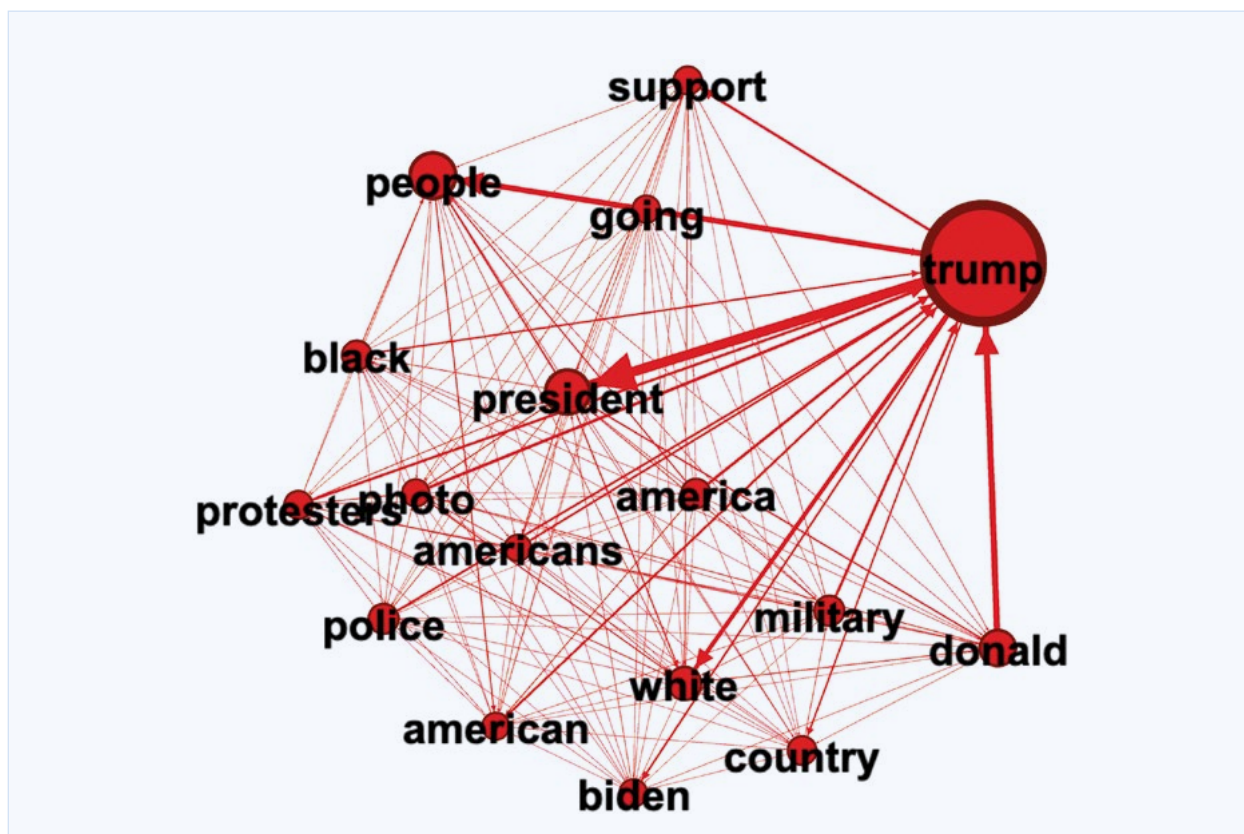 support
people
going
trump
black
president
protesters
photo
america
americans
police
military
donald
white
american
country
biden